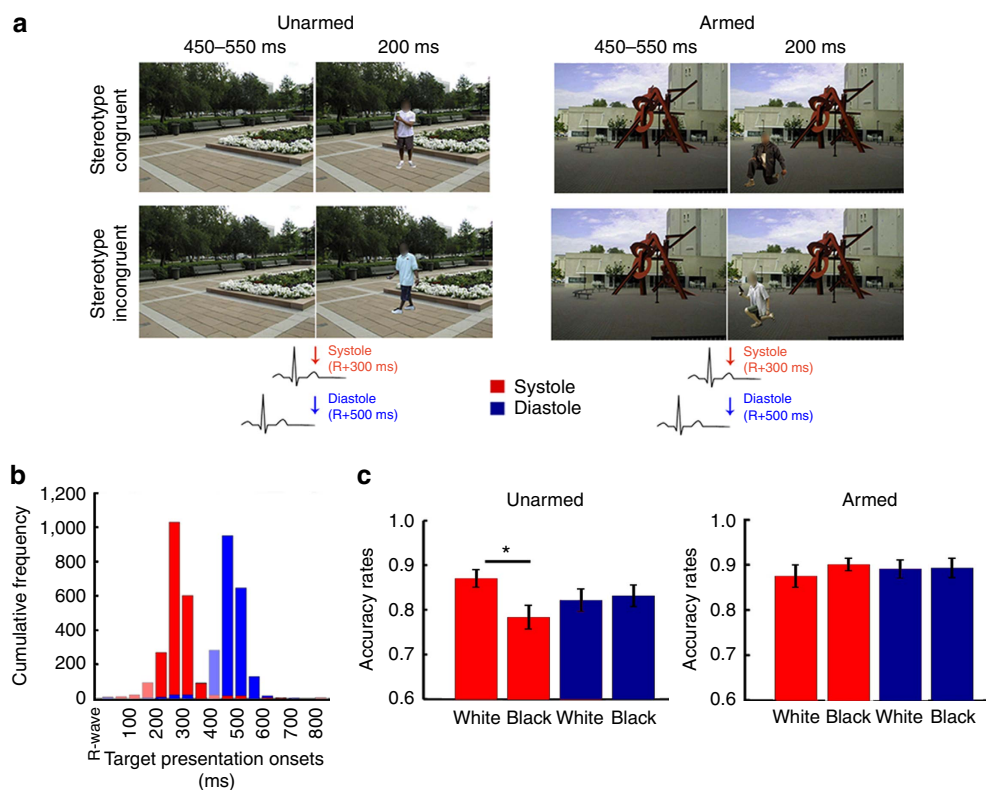 a
Unarmed
450–550 ms
200 ms
Armed
450–550 ms
200 ms
Stereotype
congruent
Stereotype
incongruent
Systole
(R+300 ms)
Diastole
(R+500 ms)
Systole
Diastole
Systole
(R+300 ms)
Diastole
(R+500 ms)
b
Cumulative frequency
1,200
1,000
800
600
400
200
0
R-wave
100
200
300
400
500
600
700
800
Target presentation onsets
(ms)
c
Unarmed
Accuracy rates
1.0
0.9
0.8
0.7
0.6
*
White Black White Black
Armed
Accuracy rates
1.0
0.9
0.8
0.7
0.6
White Black White Black